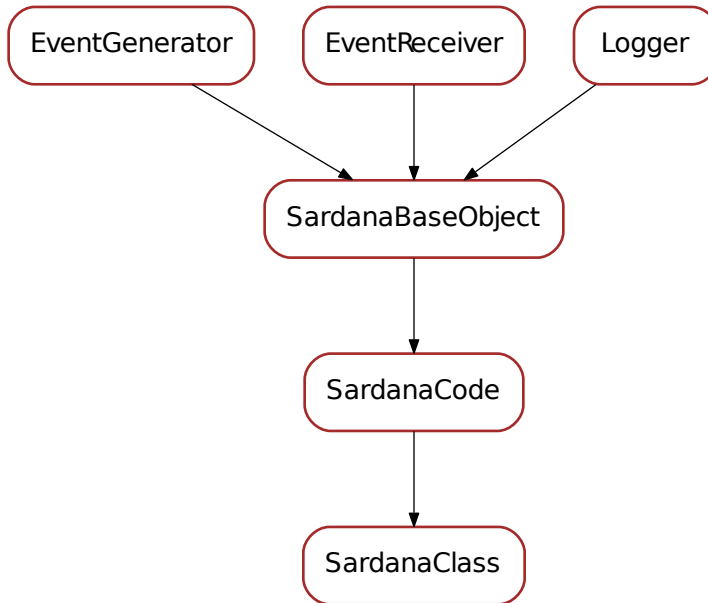 EventGenerator
EventReceiver
Logger
SardanaBaseObject
SardanaCode
SardanaClass